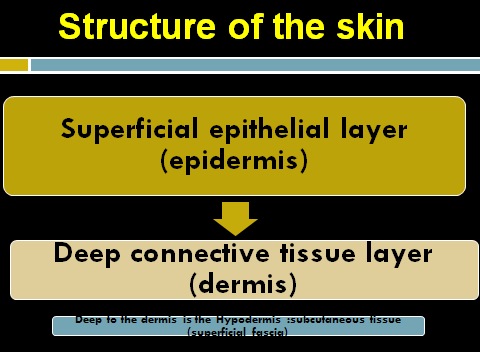 Structure of the skin
Superficial epithelial layer
(epidermis)
Deep connective tissue layer
(dermis)
Deep to the dermis is the Hypodermis :subcutaneous tissue
(superficial fascia)